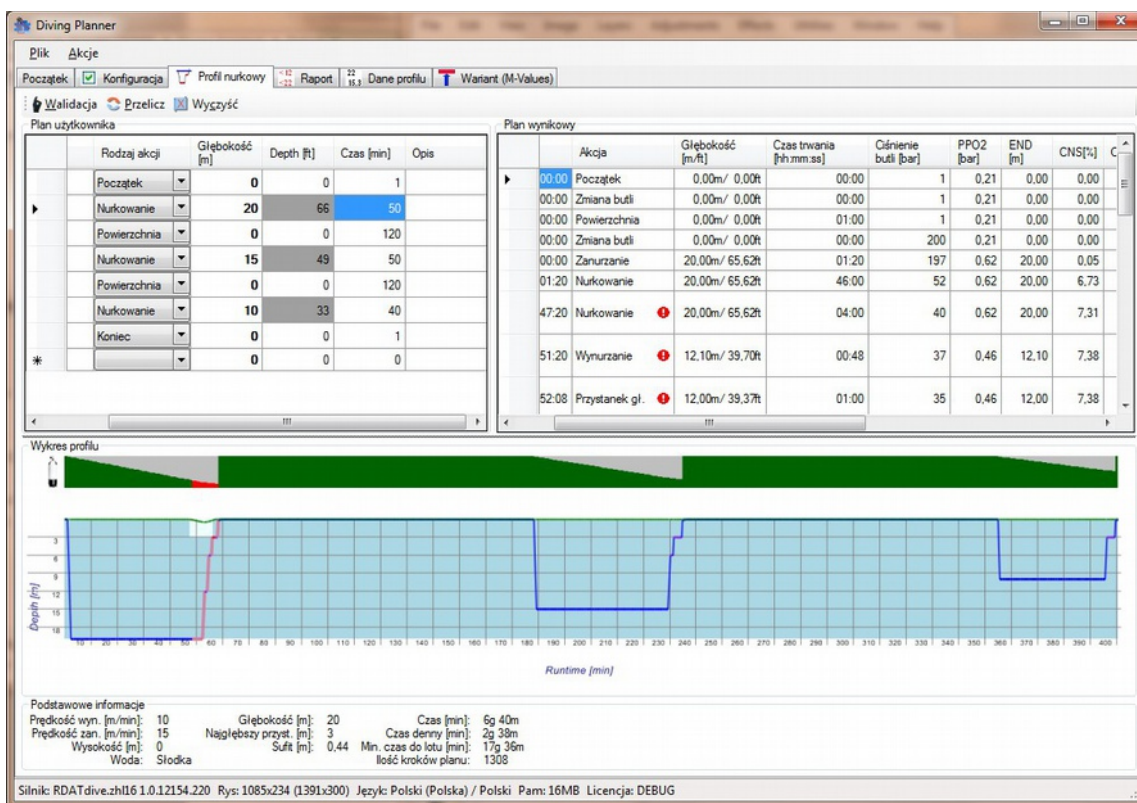 Diving Planner
Plik Akcje
Początek Konfiguracja Profil nurkowy Raport Dane profilu Wariant (M-Values)
Walidacja Przelicz Wyczyść
Plan użytkownika
Rodzaj akcji Głębokość [m] Depth [ft] Czas [min] Opis
Początek 0 0 1
Nurkowanie 20 66 50
Powierzchnia 0 0 120
Nurkowanie 15 49 50
Powierzchnia 0 0 120
Nurkowanie 10 33 40
Koniec 0 0 1
0 0 0
Plan wynikowy
Akcja Głębokość [m/ft] Czas trwania [hh:mm:ss] Ciśnienie butli [bar] PPO2 [bar] END [m] CNS[%] C
00:00 Początek 0,00m/ 0,00ft 00:00 1 0,21 0,00 0,00
00:00 Zmiana butli 0,00m/ 0,00ft 00:00 1 0,21 0,00 0,00
00:00 Powierzchnia 0,00m/ 0,00ft 01:00 1 0,21 0,00 0,00
00:00 Zmiana butli 0,00m/ 0,00ft 00:00 200 0,21 0,00 0,00
00:00 Zanurzanie 20,00m/ 65,62ft 01:20 197 0,62 20,00 0,05
01:20 Nurkowanie 20,00m/ 65,62ft 46:00 52 0,62 20,00 6,73
47:20 Nurkowanie 20,00m/ 65,62ft 04:00 40 0,62 20,00 7,31
51:20 Wynurzanie 12,10m/ 39,70ft 00:48 37 0,46 12,10 7,38
52:08 Przystanek gł. 12,00m/ 39,37ft 01:00 35 0,46 12,00 7,38
Wykres profilu
3
6
9
12
15
18
Depth [m]
10 20 30 40 50 60 70 80 90 100 110 120 130 140 150 160 170 180 190 200 210 220 230 240 250 260 270 280 290 300 310 320 330 340 350 360 370 380 390 400
Runtime [min]
Podstawowe informacje
Prędkość wyn. [m/min]: 10 Głębokość [m]: 20 Czas [min]: 6g 40m
Prędkość zan. [m/min]: 15 Najgłębszy przyst. [m]: 3 Czas denny [min]: 2g 38m
Wysokość [m]: 0 Sufit [m]: 0,44 Min. czas do lotu [min]: 17g 36m
Woda: Słodka Ilość kroków planu: 1308
Silnik: RDATdive.zhl16 1.0.12154.220 Rys: 1085x234 (1391x300) Język: Polski (Polska) / Polski Pam: 16MB Licencja: DEBUG